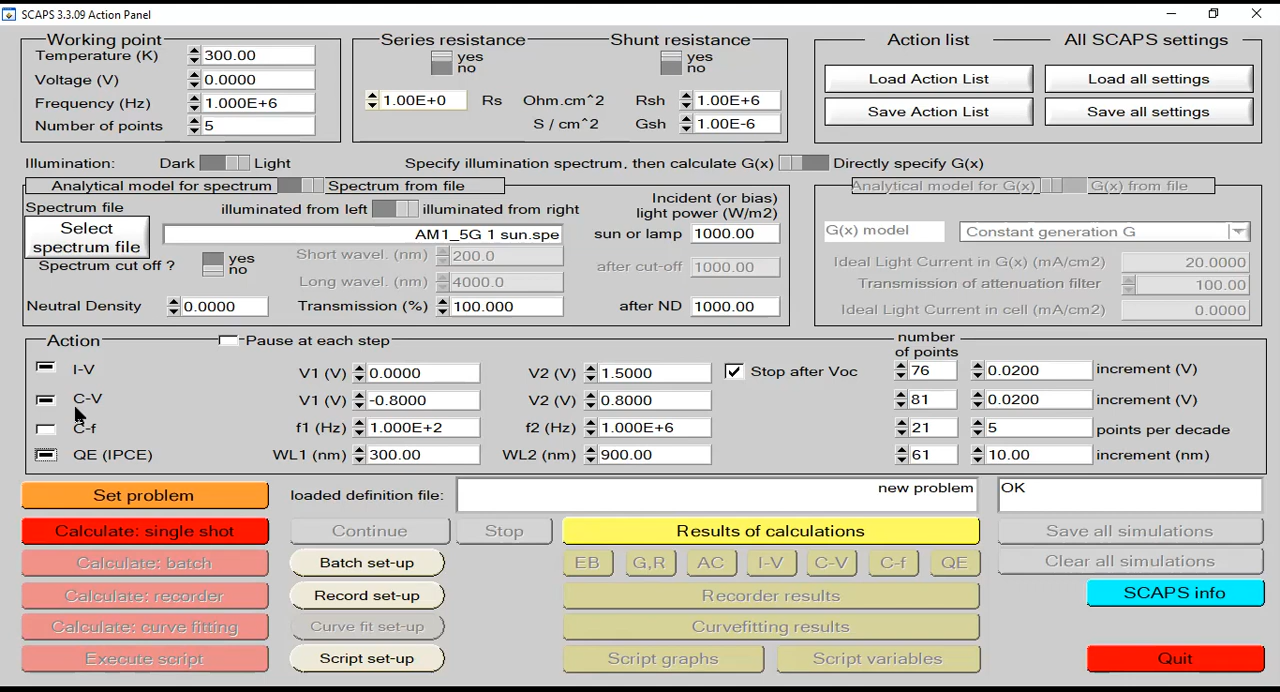 SCAPS 3.3.09 Action Panel
Working point
Temperature (K) 300.00
Voltage (V) 0.0000
Frequency (Hz) 1.000E+6
Number of points 5
Series resistance Shunt resistance
yes yes
no no
1.00E+0 Rs Ohm.cm^2 Rsh 1.00E+6
S / cm^2 Gsh 1.00E-6
Action list All SCAPS settings
Load Action List Load all settings
Save Action List Save all settings
Illumination: Dark Light Specify illumination spectrum, then calculate G(x) Directly specify G(x)
Analytical model for spectrum Spectrum from file
Spectrum file illuminated from left illuminated from right
Incident (or bias)
light power (W/m2)
Select
spectrum file
AM1_5G 1 sun.spe sun or lamp 1000.00
Spectrum cut off ? yes
no
Short wavel. (nm) 200.0
Long wavel. (nm) 4000.0
after cut-off 1000.00
Neutral Density 0.0000 Transmission (%) 100.000 after ND 1000.00
Analytical model for G(x) G(x) from file
G(x) model Constant generation G
Ideal Light Current in G(x) (mA/cm2) 20.0000
Transmission of attenuation filter 100.00
Ideal Light Current in cell (mA/cm2) 0.0000
Action Pause at each step
number
of points
I-V V1 (V) 0.0000 V2 (V) 1.5000 Stop after Voc 76 0.0200 increment (V)
C-V V1 (V) -0.8000 V2 (V) 0.8000 81 0.0200 increment (V)
C-f f1 (Hz) 1.000E+2 f2 (Hz) 1.000E+6 21 5 points per decade
QE (IPCE) WL1 (nm) 300.00 WL2 (nm) 900.00 61 10.00 increment (nm)
Set problem loaded definition file: new problem OK
Calculate: single shot Continue Stop Results of calculations Save all simulations
Calculate: batch Batch set-up EB G,R AC I-V C-V C-f QE Clear all simulations
Calculate: recorder Record set-up Recorder results SCAPS info
Calculate: curve fitting Curve fit set-up Curvefitting results
Execute script Script set-up Script graphs Script variables Quit